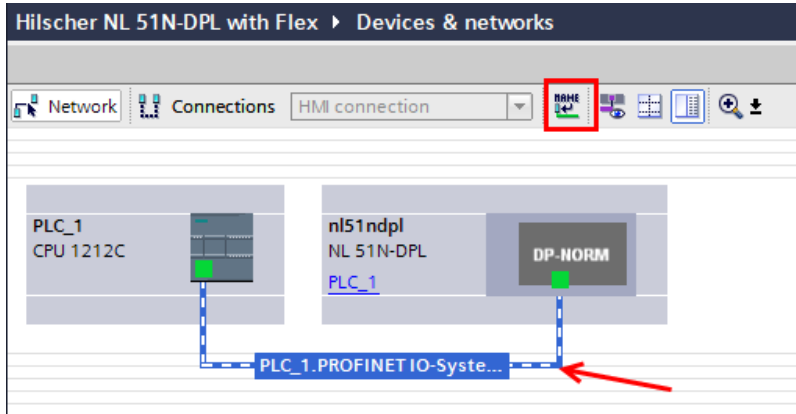 Hilscher NL 51N-DPL with Flex ▸ Devices & networks
Network Connections HMI connection NAME
PLC_1
CPU 1212C
nl51ndpl
NL 51N-DPL
PLC_1
DP-NORM
PLC_1.PROFINET IO-Syste...